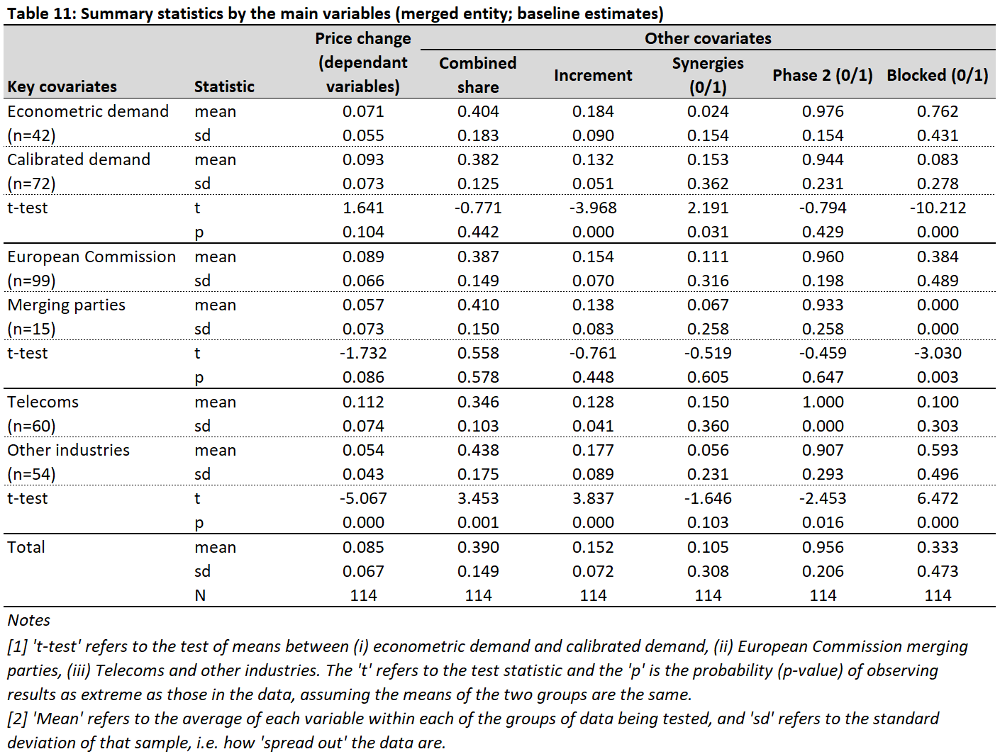 Table 11: Summary statistics by the main variables (merged entity; baseline estimates)
Price change Other covariates
(dependant Combined Synergies
Key covariates Statistic variables) share Increment (0/1) Phase 2 (0/1) Blocked (0/1)
Econometric demand mean 0.071 0.404 0.184 0.024 0.976 0.762
(n=42) sd 0.055 0.183 0.090 0.154 0.154 0.431
Calibrated demand mean 0.093 0.382 0.132 0.153 0.944 0.083
(n=72) sd 0.073 0.125 0.051 0.362 0.231 0.278
t-test t 1.641 -0.771 -3.968 2.191 -0.794 -10.212
p 0.104 0.442 0.000 0.031 0.429 0.000
European Commission mean 0.089 0.387 0.154 0.111 0.960 0.384
(n=99) sd 0.066 0.149 0.070 0.316 0.198 0.489
Merging parties mean 0.057 0.410 0.138 0.067 0.933 0.000
(n=15) sd 0.073 0.150 0.083 0.258 0.258 0.000
t-test t -1.732 0.558 -0.761 -0.519 -0.459 -3.030
p 0.086 0.578 0.448 0.605 0.647 0.003
Telecoms mean 0.112 0.346 0.128 0.150 1.000 0.100
(n=60) sd 0.074 0.103 0.041 0.360 0.000 0.303
Other industries mean 0.054 0.438 0.177 0.056 0.907 0.593
(n=54) sd 0.043 0.175 0.089 0.231 0.293 0.496
t-test t -5.067 3.453 3.837 -1.646 -2.453 6.472
p 0.000 0.001 0.000 0.103 0.016 0.000
Total mean 0.085 0.390 0.152 0.105 0.956 0.333
sd 0.067 0.149 0.072 0.308 0.206 0.473
N 114 114 114 114 114 114
Notes
[1] 't-test' refers to the test of means between (i) econometric demand and calibrated demand, (ii) European Commission merging
parties, (iii) Telecoms and other industries. The 't' refers to the test statistic and the 'p' is the probability (p-value) of observing
results as extreme as those in the data, assuming the means of the two groups are the same.
[2] 'Mean' refers to the average of each variable within each of the groups of data being tested, and 'sd' refers to the standard
deviation of that sample, i.e. how 'spread out' the data are.